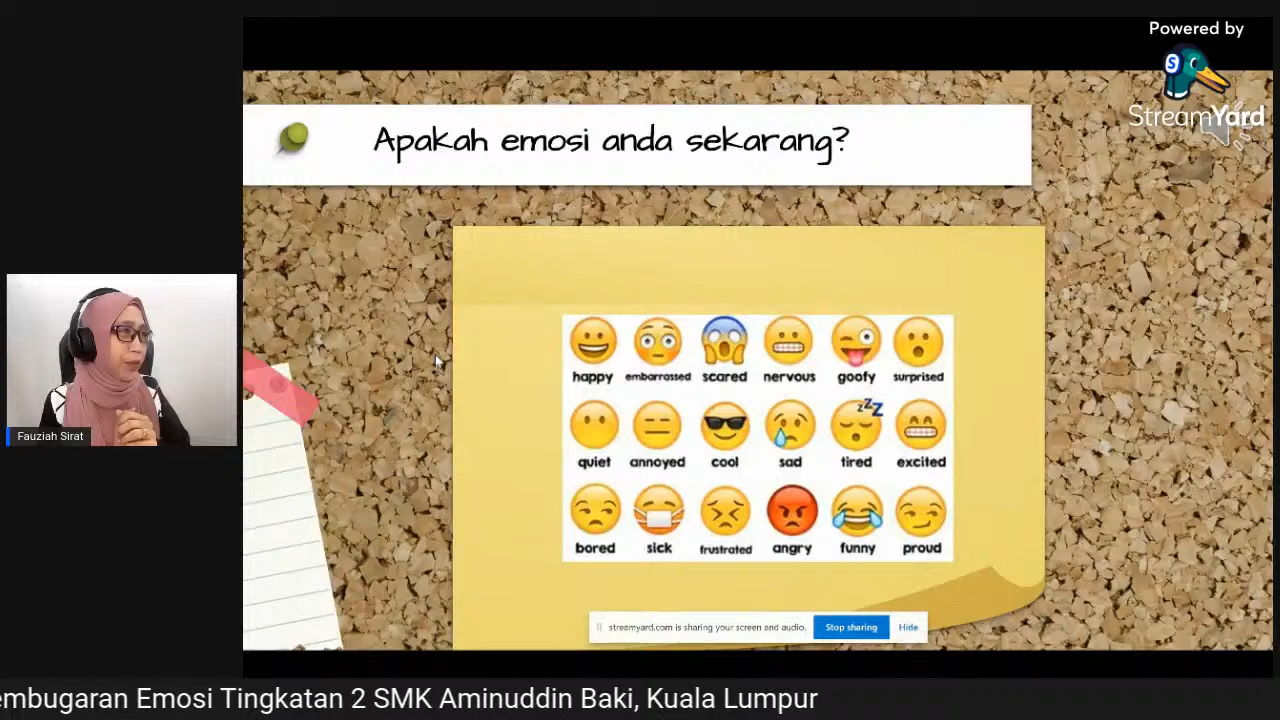 Powered by
StreamYard
Apakah emosi anda sekarang?
happy embarrassed scared nervous goofy surprised
zzZ
quiet annoyed cool sad tired excited
bored sick frustrated angry funny proud
Fauziah Sirat
streamyard.com is sharing your screen and audio. Stop sharing Hide
embugaran Emosi Tingkatan 2 SMK Aminuddin Baki, Kuala Lumpur